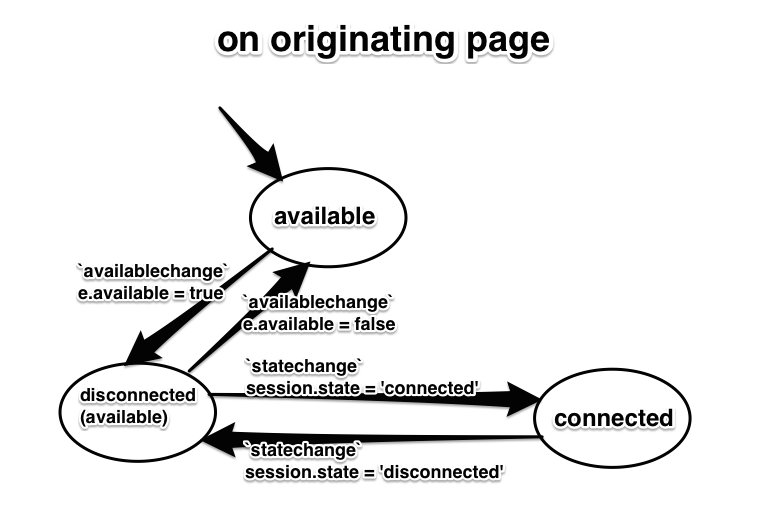 on originating page
available
`availablechange`
e.available = true
`availablechange`
e.available = false
`statechange`
session.state = 'connected'
disconnected
(available)
connected
`statechange`
session.state = 'disconnected'